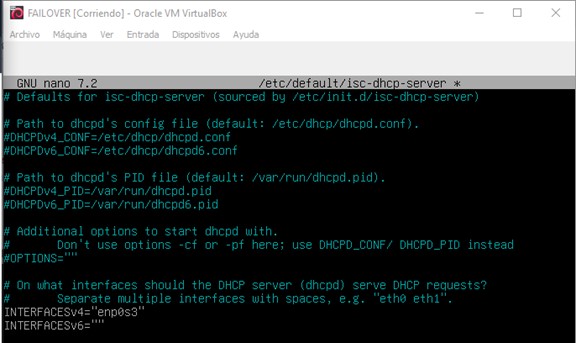 FAILOVER [Corriendo] - Oracle VM VirtualBox
Archivo Máquina Ver Entrada Dispositivos Ayuda
GNU nano 7.2 /etc/default/isc-dhcp-server *
# Defaults for isc-dhcp-server (sourced by /etc/init.d/isc-dhcp-server)
# Path to dhcpd's config file (default: /etc/dhcp/dhcpd.conf).
#DHCPDv4_CONF=/etc/dhcp/dhcpd.conf
#DHCPDv6_CONF=/etc/dhcp/dhcpd6.conf
# Path to dhcpd's PID file (default: /var/run/dhcpd.pid).
#DHCPDv4_PID=/var/run/dhcpd.pid
#DHCPDv6_PID=/var/run/dhcpd6.pid
# Additional options to start dhcpd with.
# Don't use options -cf or -pf here; use DHCPD_CONF/ DHCPD_PID instead
#OPTIONS=""
# On what interfaces should the DHCP server (dhcpd) serve DHCP requests?
# Separate multiple interfaces with spaces, e.g. "eth0 eth1".
INTERFACESv4="enp0s3"
INTERFACESv6=""